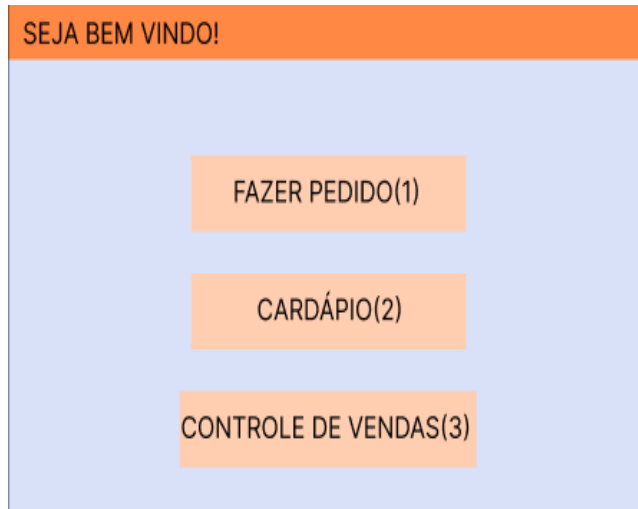 SEJA BEM VINDO!
FAZER PEDIDO(1)
CARDÁPIO(2)
CONTROLE DE VENDAS(3)